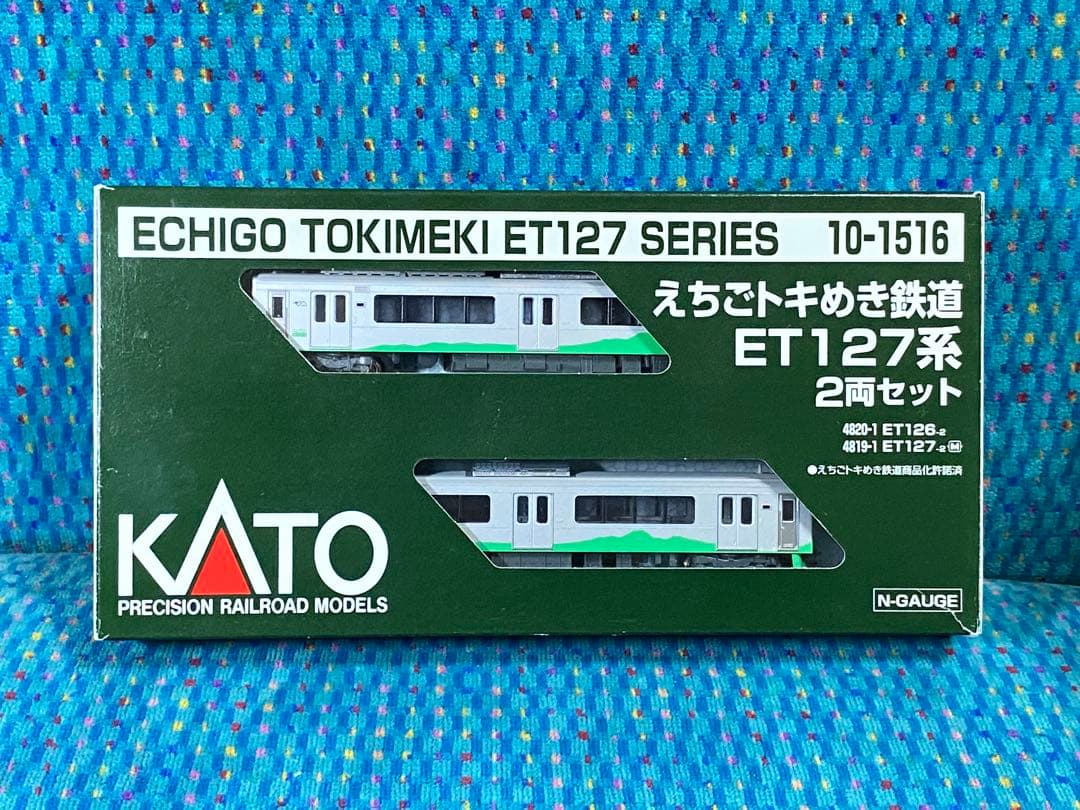 ECHIGO TOKIMEKI ET127 SERIES 10-1516
えちごトキめき鉄道
ET127系
2両セット
4820-1 ET126-2
4819-1 ET127-2 M
●えちごトキめき鉄道商品化許諾済
KATO
PRECISION RAILROAD MODELS
N-GAUGE